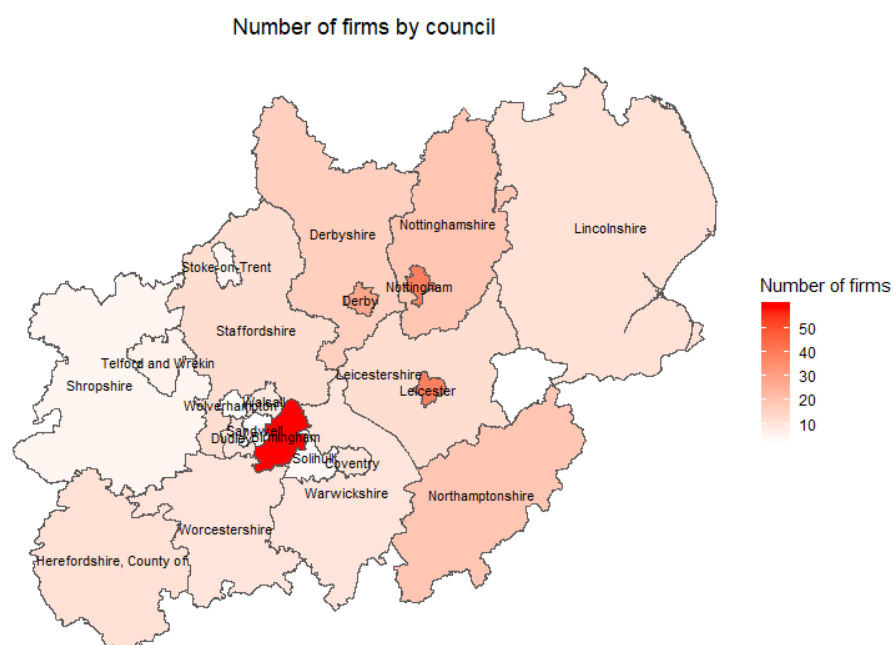 Number of firms by council
Nottinghamshire
Lincolnshire
Derbyshire
Stoke-on-Trent
Number of firms
Nottingham
Derby
50
Staffordshire
40
30
Telford and Wrekin
Leicestershire
20
Shropshire
Leicester
10
Walsall
Wolverhampton
Sandwell
Dudley
Birmingham
Solihull
Coventry
Warwickshire
Northamptonshire
Worcestershire
Herefordshire, County of